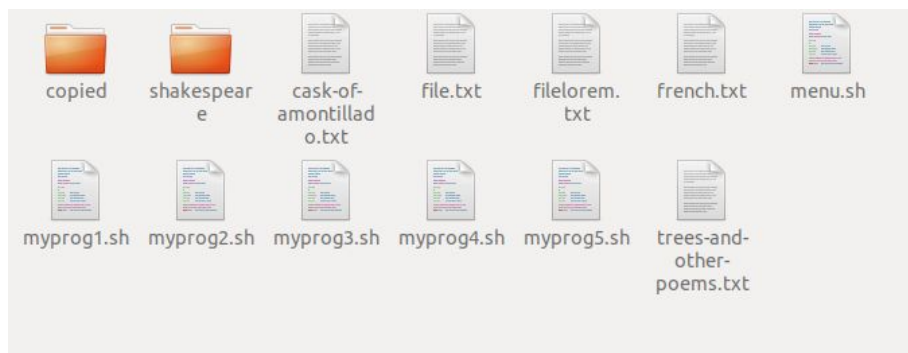 copied
shakespear
e
cask-of-
amontillad
o.txt
file.txt
filelorem.
txt
french.txt
menu.sh
myprog1.sh
myprog2.sh
myprog3.sh
myprog4.sh
myprog5.sh
trees-and-
other-
poems.txt